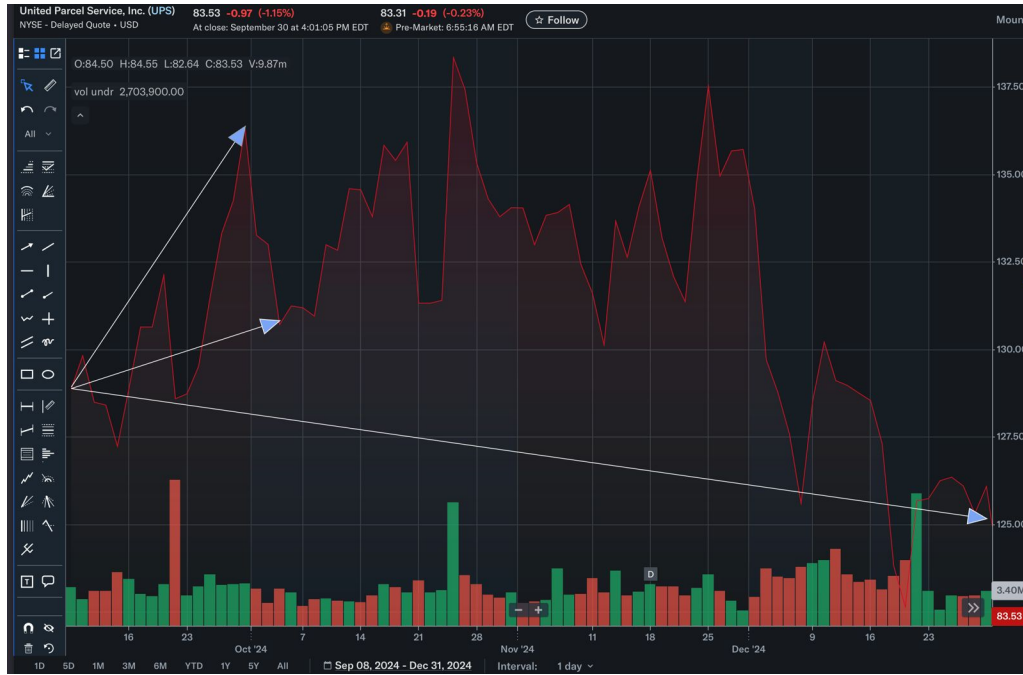 United Parcel Service, Inc. (UPS)
NYSE - Delayed Quote • USD
83.53 -0.97 (-1.15%)
At close: September 30 at 4:01:05 PM EDT
83.31 -0.19 (-0.23%)
Pre-Market: 6:55:16 AM EDT
☆ Follow
Moun
O:84.50 H:84.55 L:82.64 C:83.53 V:9.87m
vol undr 2,703,900.00
All
T
137.50
135.00
132.50
130.00
127.50
125.00
3.40M
83.53
D
− +
16 23 7 14 21 28 11 18 25 9 16 23
Oct '24 Nov '24 Dec '24
1D 5D 1M 3M 6M YTD 1Y 5Y All Sep 08, 2024 - Dec 31, 2024 Interval: 1 day